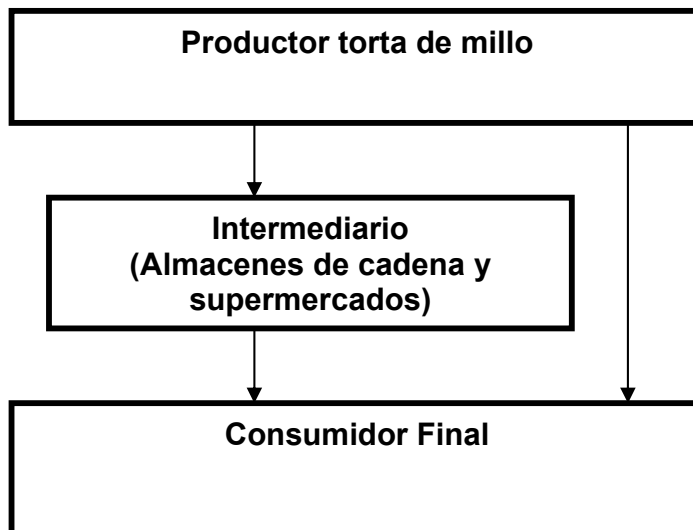 Productor torta de millo
Intermediario
(Almacenes de cadena y
supermercados)
Consumidor Final